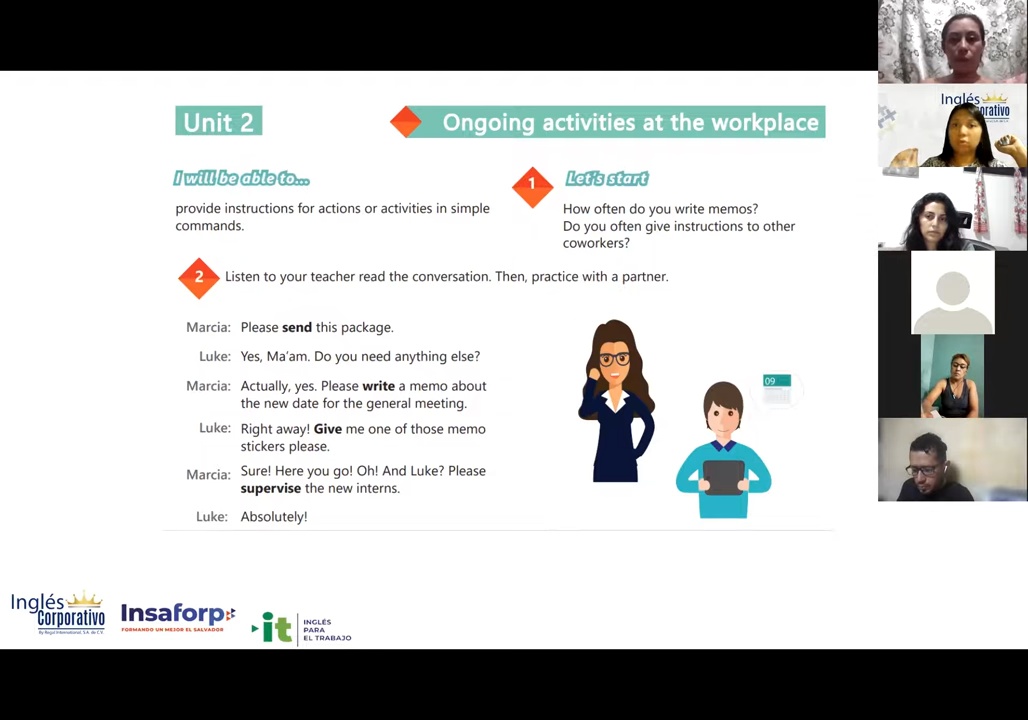 Unit 2
Ongoing activities at the workplace
I will be able to...
provide instructions for actions or activities in simple
commands.
1
Let's start
How often do you write memos?
Do you often give instructions to other
coworkers?
2
Listen to your teacher read the conversation. Then, practice with a partner.
Marcia: Please send this package.
Luke: Yes, Ma'am. Do you need anything else?
Marcia: Actually, yes. Please write a memo about
the new date for the general meeting.
Luke: Right away! Give me one of those memo
stickers please.
Marcia: Sure! Here you go! Oh! And Luke? Please
supervise the new interns.
Luke: Absolutely!
09
Inglés
Corporativo
By Regal International, S.A. de C.V.
Insaforp
FORMANDO UN MEJOR EL SALVADOR
it
INGLÉS
PARA
EL TRABAJO
Inglés
orativo